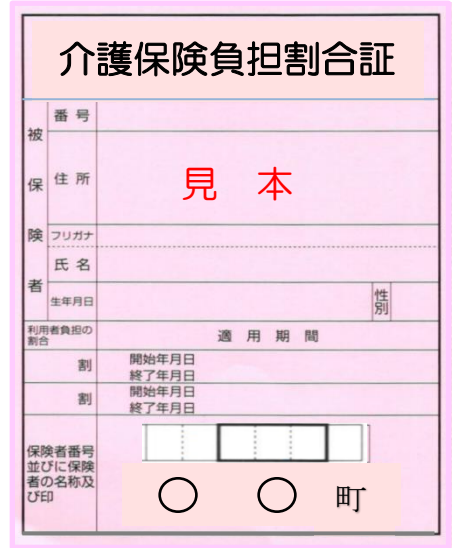 介護保険負担割合証
被保険者
番号
住所
見 本
フリガナ
氏名
生年月日
性別
利用者負担の
割合
適用期間
割
開始年月日
終了年月日
割
開始年月日
終了年月日
保険者番号
並びに保険
者の名称及
び印
○ ○ 町